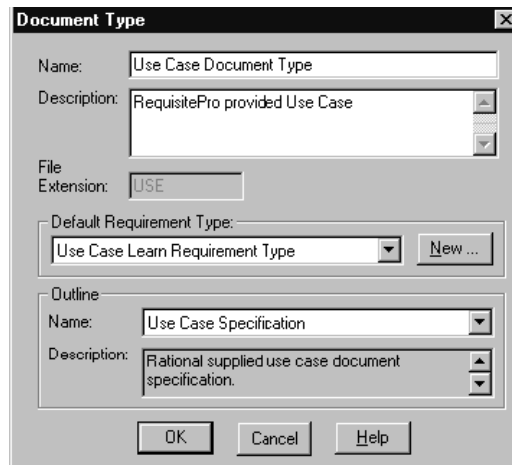 Document Type
Name: Use Case Document Type
Description: RequisitePro provided Use Case
File
Extension: USE
Default Requirement Type:
Use Case Learn Requirement Type New ...
Outline
Name: Use Case Specification
Description: Rational supplied use case document
specification.
OK Cancel Help